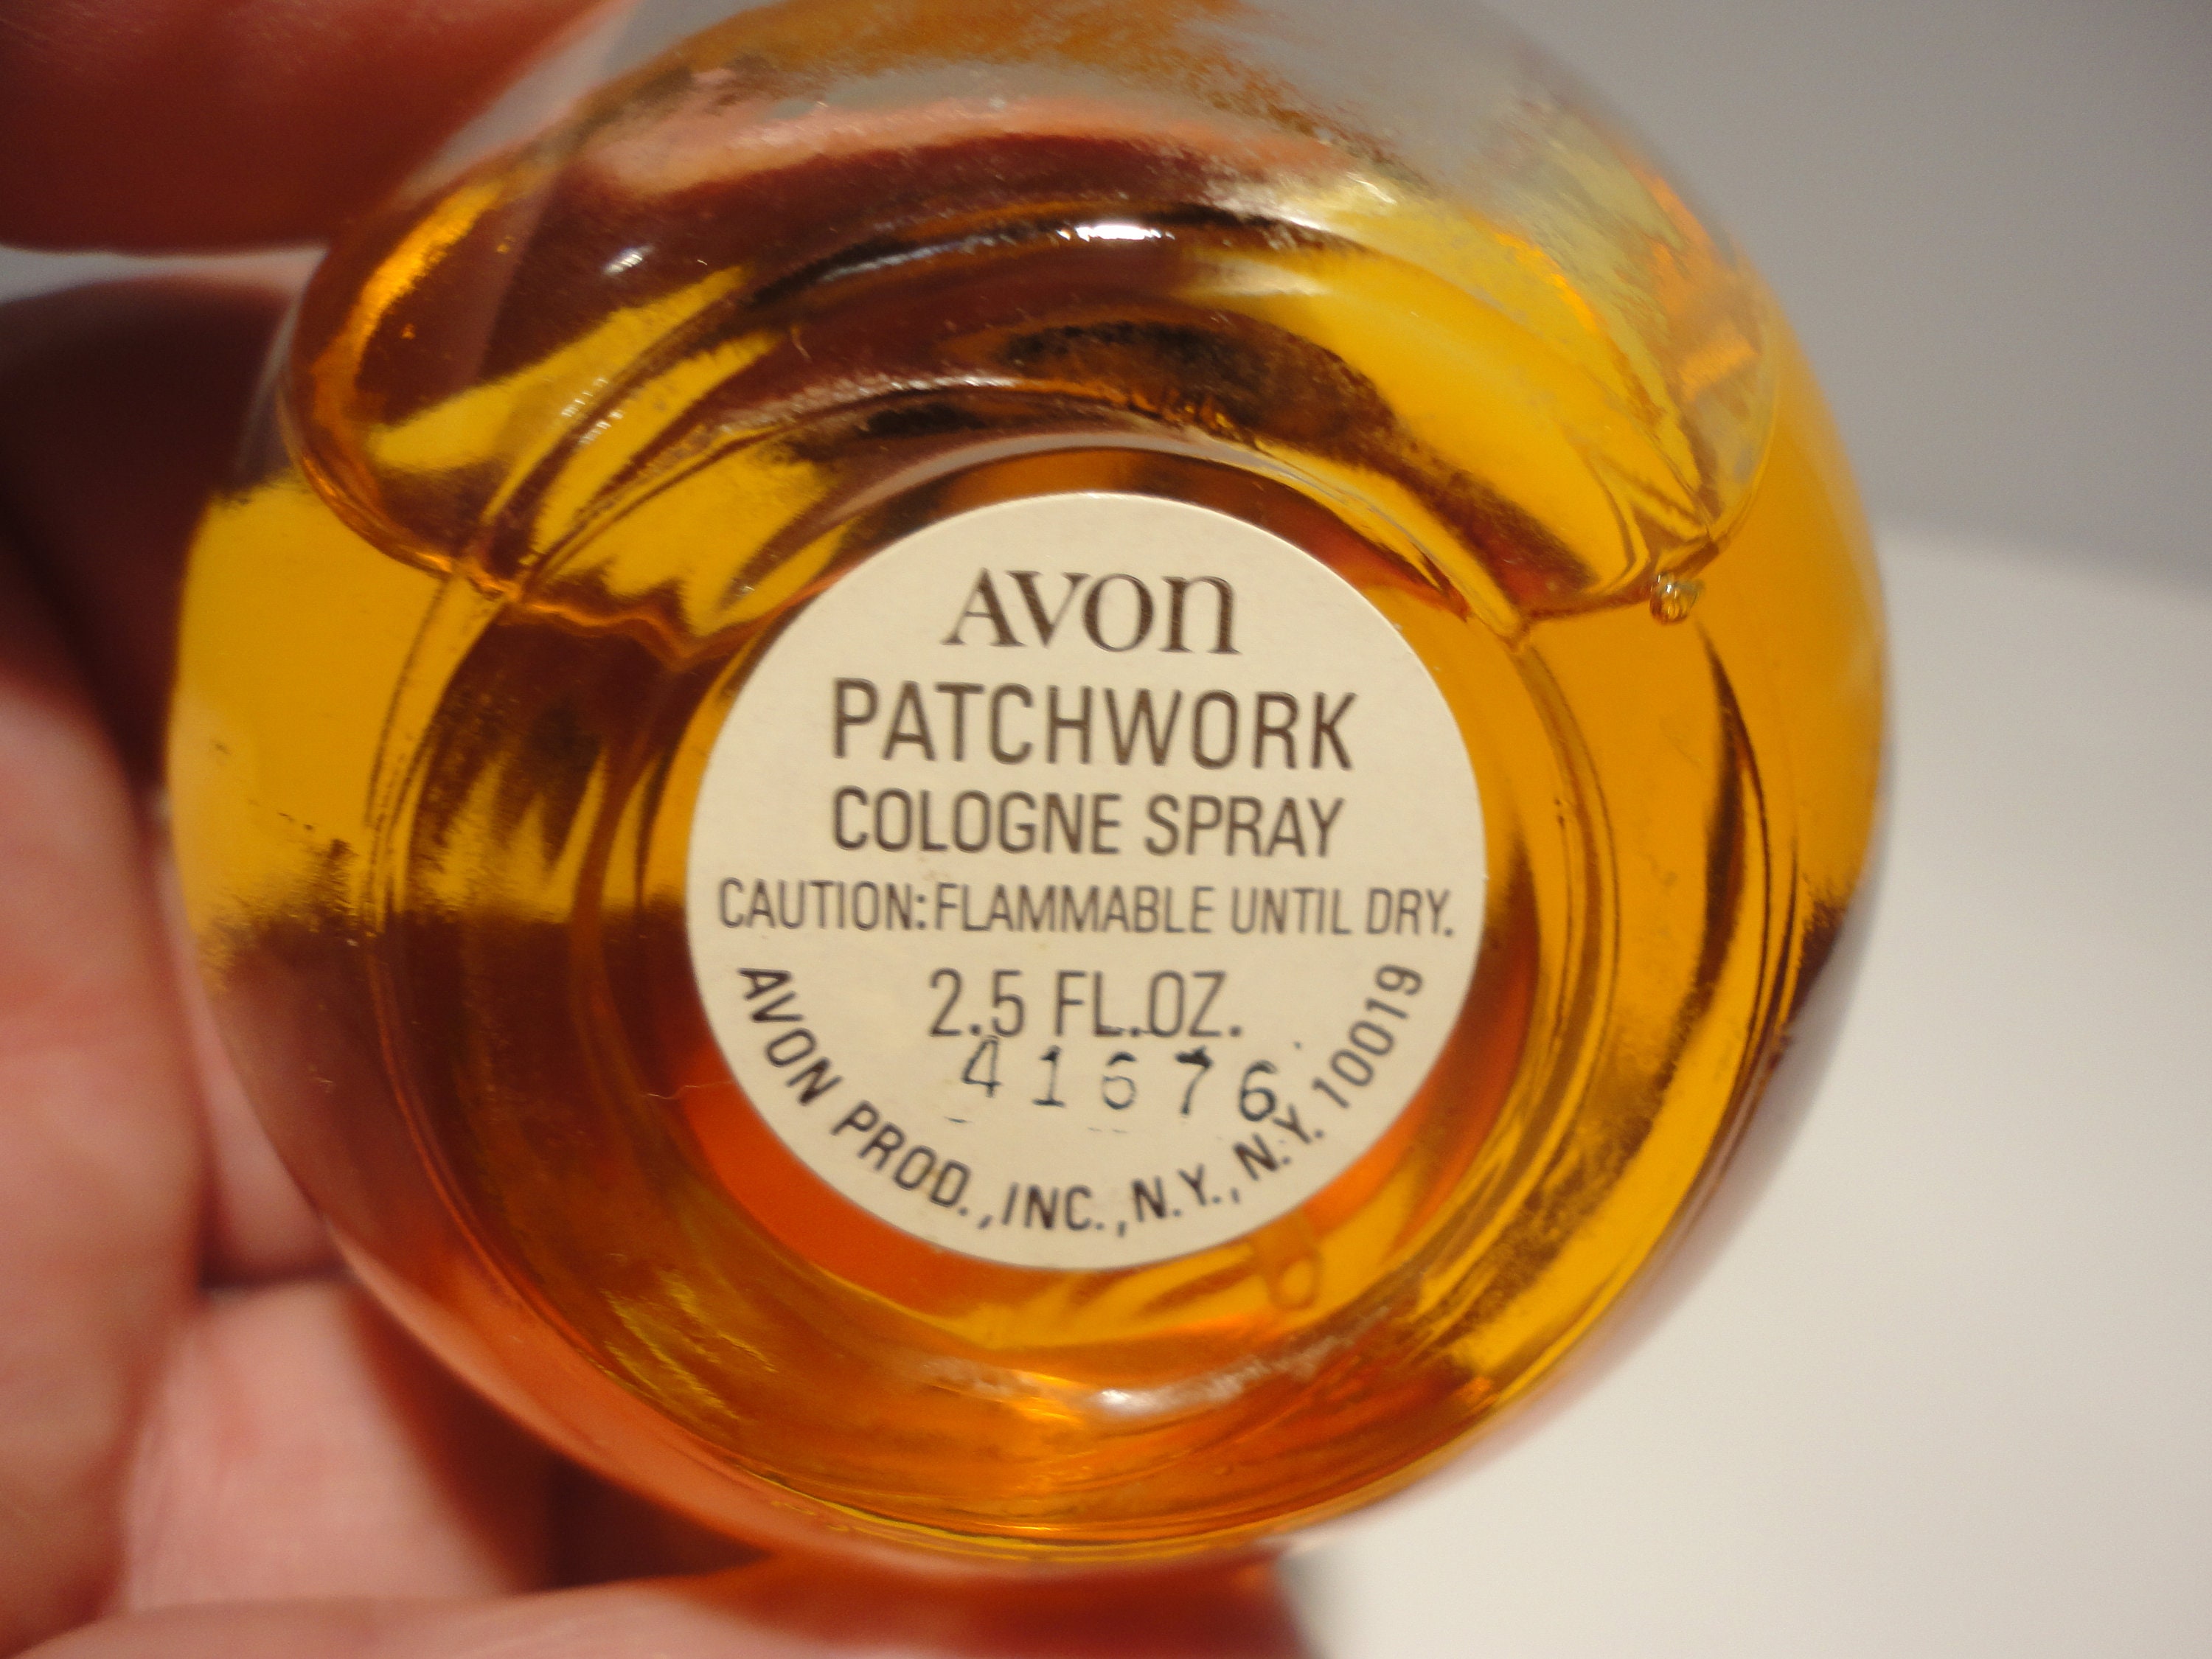 AVON
PATCHWORK
COLOGNE SPRAY
CAUTION: FLAMMABLE UNTIL DRY.
2.5 FL.OZ.
41676
AVON PROD., INC., N.Y., N.Y. 10019